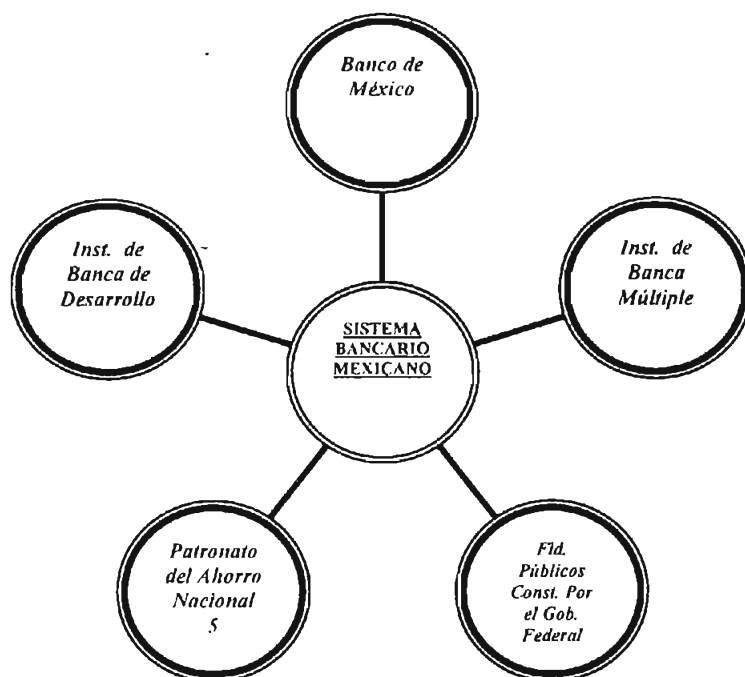 Banco de
México
Inst. de
Banca de
Desarrollo
Inst. de
Banca
Múltiple
SISTEMA
BANCARIO
MEXICANO
Patronato
del Ahorro
Nacional
5
Fid.
Públicos
Const. Por
el Gob.
Federal